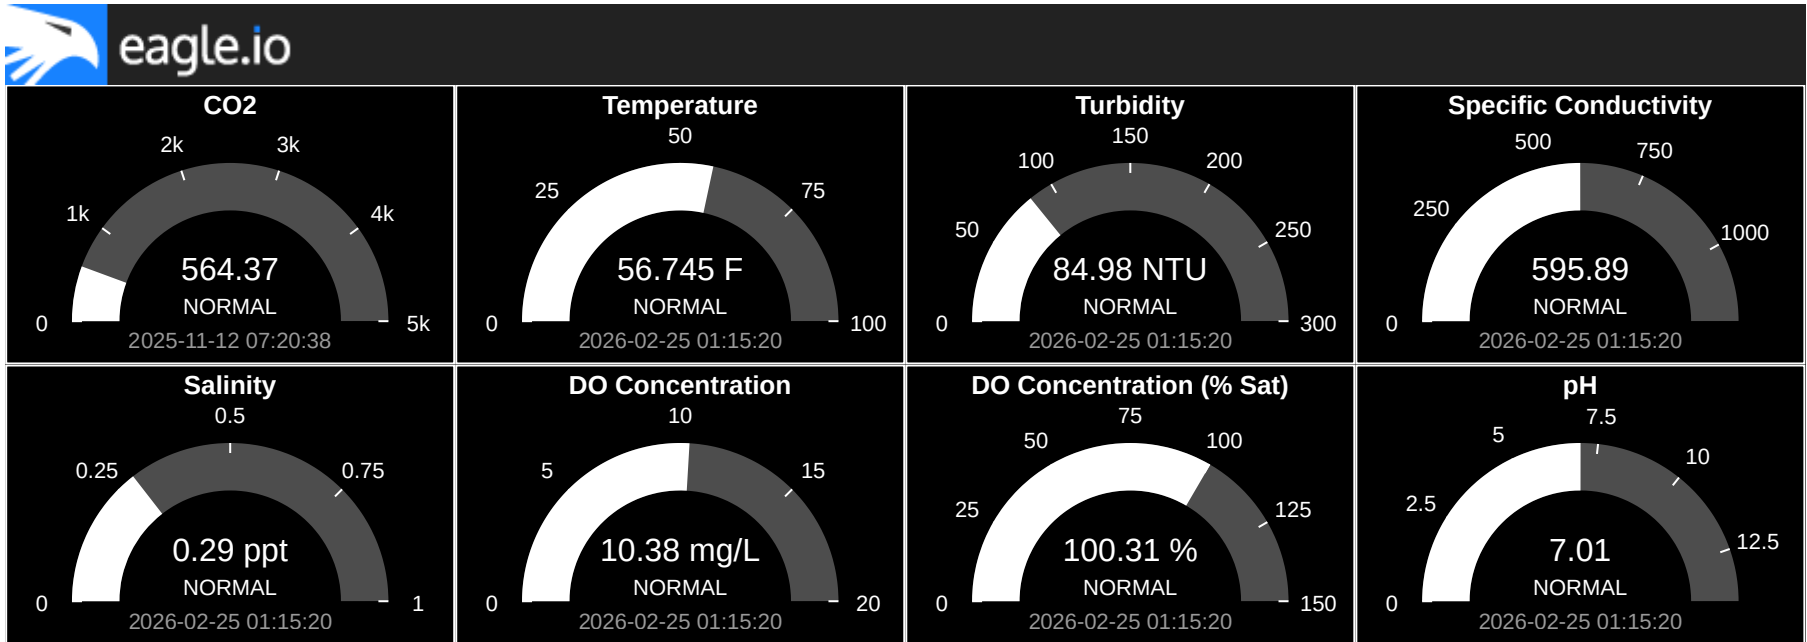 eagle.io
CO2
0
1k
2k
3k
4k
5k
564.37
NORMAL
2025-11-12 07:20:38
Temperature
0
25
50
75
100
56.745 F
NORMAL
2026-02-25 01:15:20
Turbidity
0
50
100
150
200
250
300
84.98 NTU
NORMAL
2026-02-25 01:15:20
Specific Conductivity
0
250
500
750
1000
595.89
NORMAL
2026-02-25 01:15:20
Salinity
0
0.25
0.5
0.75
1
0.29 ppt
NORMAL
2026-02-25 01:15:20
DO Concentration
0
5
10
15
20
10.38 mg/L
NORMAL
2026-02-25 01:15:20
DO Concentration (% Sat)
0
25
50
75
100
125
150
100.31 %
NORMAL
2026-02-25 01:15:20
pH
0
2.5
5
7.5
10
12.5
7.01
NORMAL
2026-02-25 01:15:20